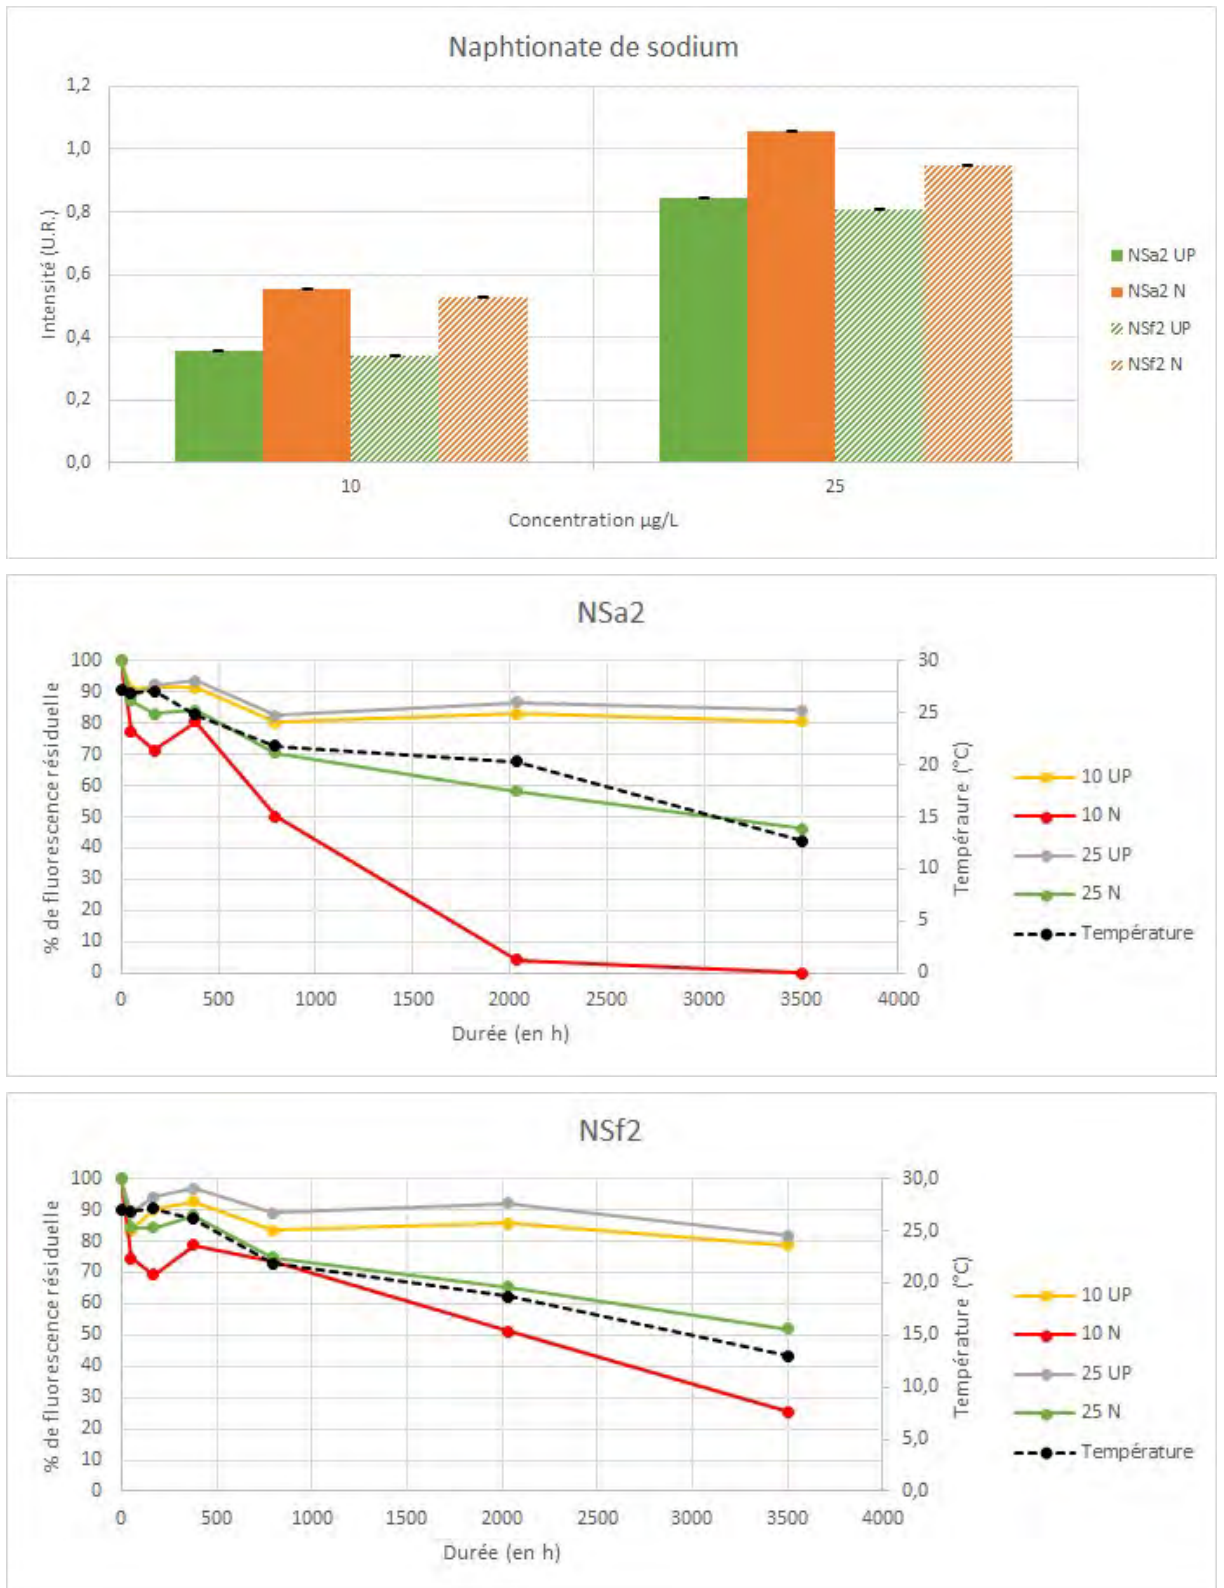 Naphtionate de sodium
1,2
1,0
0,8
0,6
0,4
0,2
0,0
Intensité (U.R.)
10 25
Concentration µg/L
NSa2 UP
NSa2 N
NSf2 UP
NSf2 N
NSa2
100 30
90
80 25
70
60 20
50 15
40
30 10
20 5
10
0 0
% de fluorescence résiduelle
Tempéraure (°C)
0 500 1000 1500 2000 2500 3000 3500 4000
Durée (en h)
10 UP
10 N
25 UP
25 N
Température
NSf2
100 30,0
90
80 25,0
70
60 20,0
50 15,0
40
30 10,0
20 5,0
10
0 0,0
% de fluorescence résiduelle
Température (°C)
0 500 1000 1500 2000 2500 3000 3500 4000
Durée (en h)
10 UP
10 N
25 UP
25 N
Température